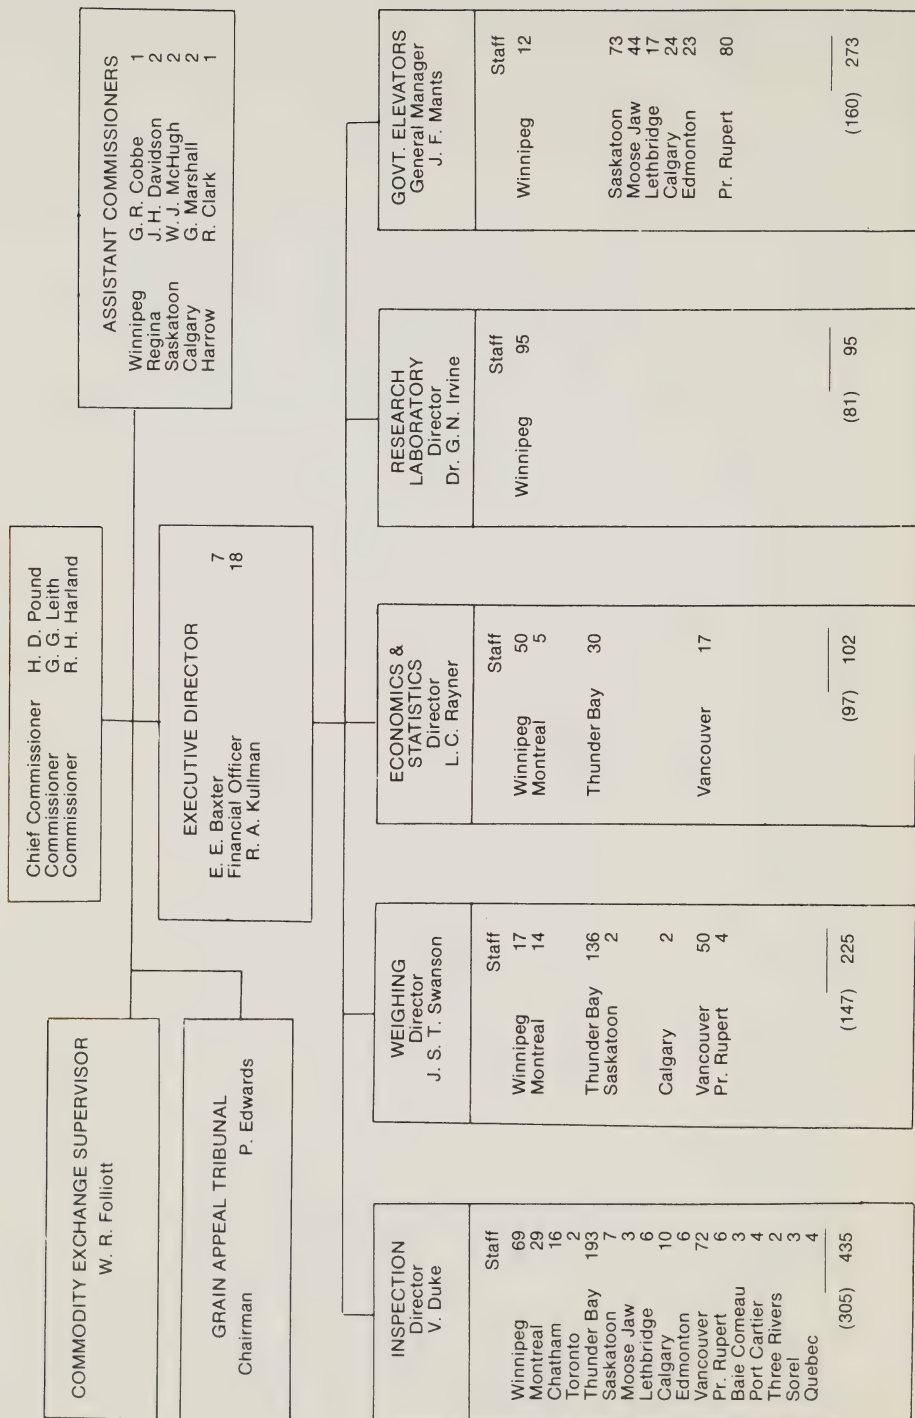 Chief Commissioner H. D. Pound
Commissioner G. G. Leith
Commissioner R. H. Harland
COMMODITY EXCHANGE SUPERVISOR
W. R. Folliott
GRAIN APPEAL TRIBUNAL
Chairman P. Edwards
EXECUTIVE DIRECTOR
E. E. Baxter 7
Financial Officer 18
R. A. Kullman
ASSISTANT COMMISSIONERS
Winnipeg G. R. Cobbe 1
Regina J. H. Davidson 2
Saskatoon W. J. McHugh 2
Calgary G. Marshall 2
Harrow R. Clark 1
INSPECTION
Director
V. Duke
Staff
Winnipeg 69
Montreal 29
Chatham 16
Toronto 2
Thunder Bay 193
Saskatoon 7
Moose Jaw 3
Lethbridge 6
Calgary 10
Edmonton 6
Vancouver 72
Pr. Rupert 6
Baie Comeau 3
Port Cartier 4
Three Rivers 2
Sorel 3
Quebec 4
(305) 435
WEIGHING
Director
J. S. T. Swanson
Staff
Winnipeg 17
Montreal 14
Thunder Bay 136
Saskatoon 2
Calgary 2
Vancouver 50
Pr. Rupert 4
(147) 225
ECONOMICS &
STATISTICS
Director
L. C. Rayner
Staff
Winnipeg 50
Montreal 5
Thunder Bay 30
Vancouver 17
(97) 102
RESEARCH
LABORATORY
Director
Dr. G. N. Irvine
Staff
Winnipeg 95
(81) 95
GOVT. ELEVATORS
General Manager
J. F. Mants
Staff
Winnipeg 12
Saskatoon 73
Moose Jaw 44
Lethbridge 17
Calgary 24
Edmonton 23
Pr. Rupert 80
(160) 273